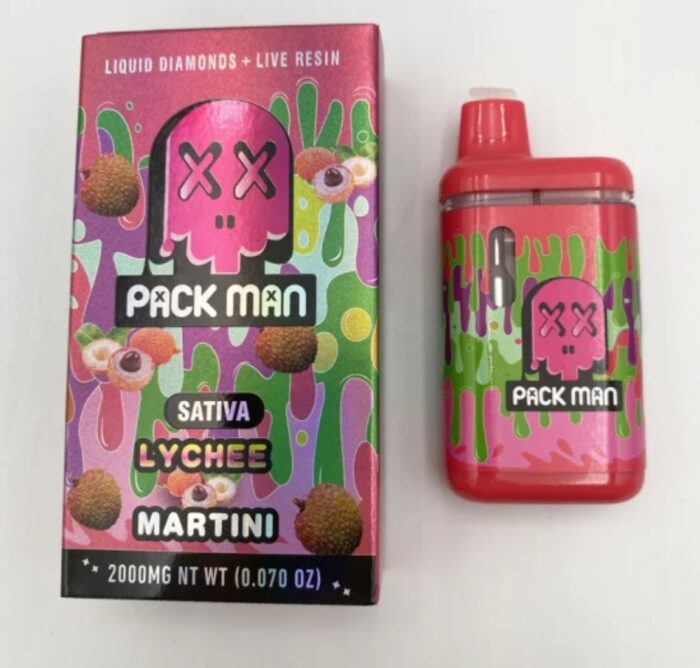 LIQUID DIAMONDS + LIVE RESIN
PACK MAN
SATIVA
LYCHEE
MARTINI
2000MG NT WT (0.070 OZ)
PACK MAN